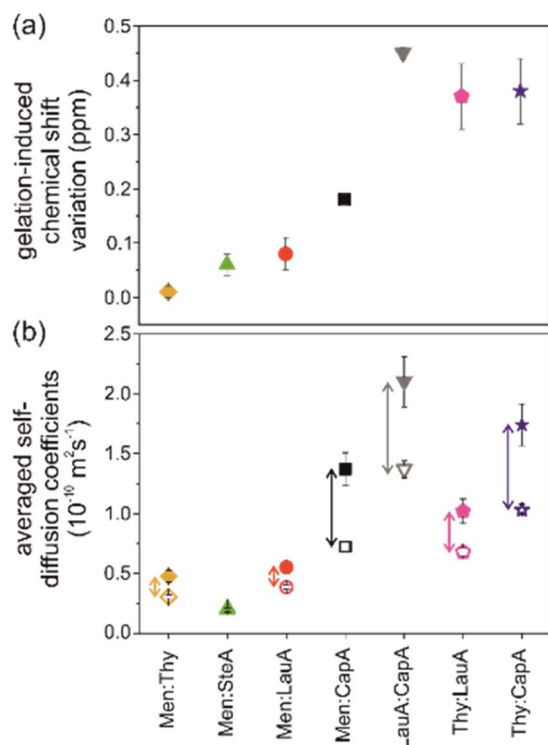 (a)
gelation-induced
chemical shift
variation (ppm)
0.5
0.4
0.3
0.2
0.1
0.0
(b)
averaged self-
diffusion coefficients
(10⁻¹⁰ m²s⁻¹)
2.5
2.0
1.5
1.0
0.5
0.0
Men:Thy
Men:SteA
Men:LauA
Men:CapA
LauA:CapA
Thy:LauA
Thy:CapA